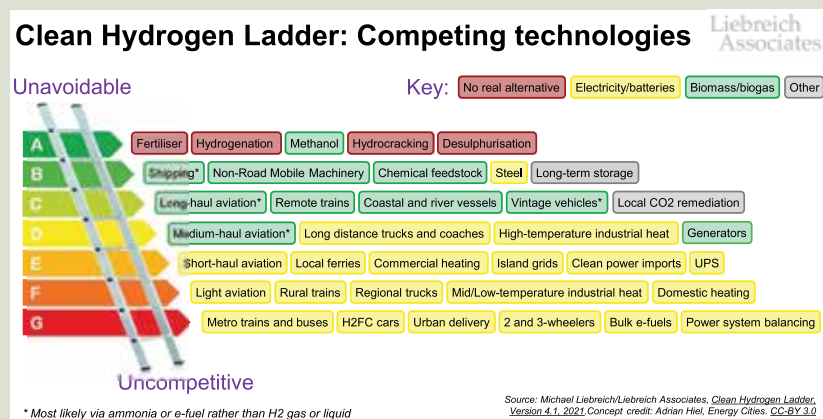 Clean Hydrogen Ladder: Competing technologies
Liebreich
Associates
Unavoidable
Key: No real alternative Electricity/batteries Biomass/biogas Other
A Fertiliser Hydrogenation Methanol Hydrocracking Desulphurisation
B Shipping* Non-Road Mobile Machinery Chemical feedstock Steel Long-term storage
C Long-haul aviation* Remote trains Coastal and river vessels Vintage vehicles* Local CO2 remediation
D Medium-haul aviation* Long distance trucks and coaches High-temperature industrial heat Generators
E Short-haul aviation Local ferries Commercial heating Island grids Clean power imports UPS
F Light aviation Rural trains Regional trucks Mid/Low-temperature industrial heat Domestic heating
G Metro trains and buses H2FC cars Urban delivery 2 and 3-wheelers Bulk e-fuels Power system balancing
Uncompetitive
* Most likely via ammonia or e-fuel rather than H2 gas or liquid
Source: Michael Liebreich/Liebreich Associates, Clean Hydrogen Ladder,
Version 4.1, 2021.Concept credit: Adrian Hiel, Energy Cities. CC-BY 3.0